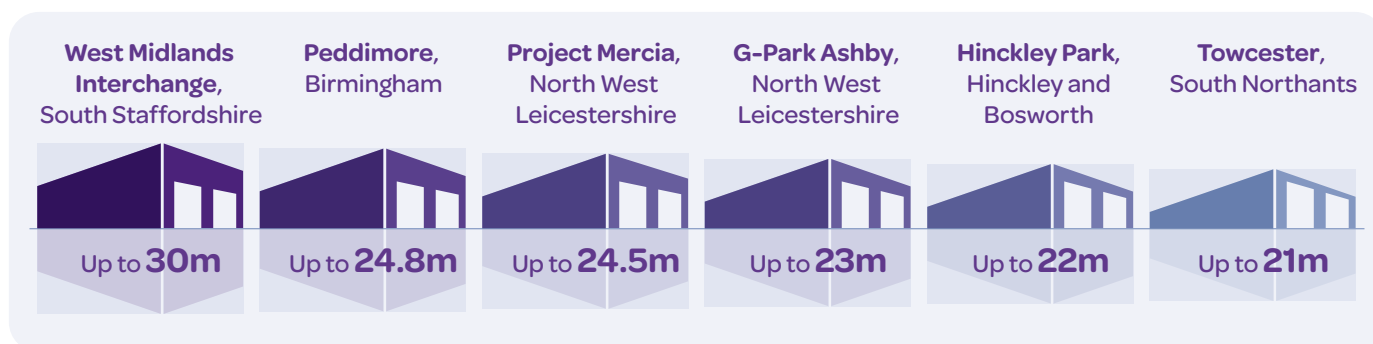 West Midlands
Interchange,
South Staffordshire
Peddimore,
Birmingham
Project Mercia,
North West
Leicestershire
G-Park Ashby,
North West
Leicestershire
Hinckley Park,
Hinckley and
Bosworth
Towcester,
South Northants
Up to 30m
Up to 24.8m
Up to 24.5m
Up to 23m
Up to 22m
Up to 21m